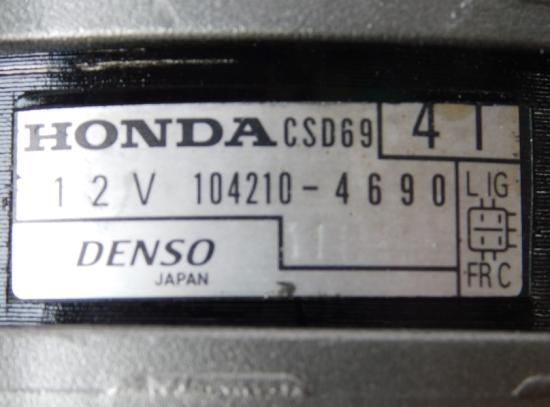 HONDA CSD69 41
12V 104210-4690 L IG
DENSO FR C
JAPAN